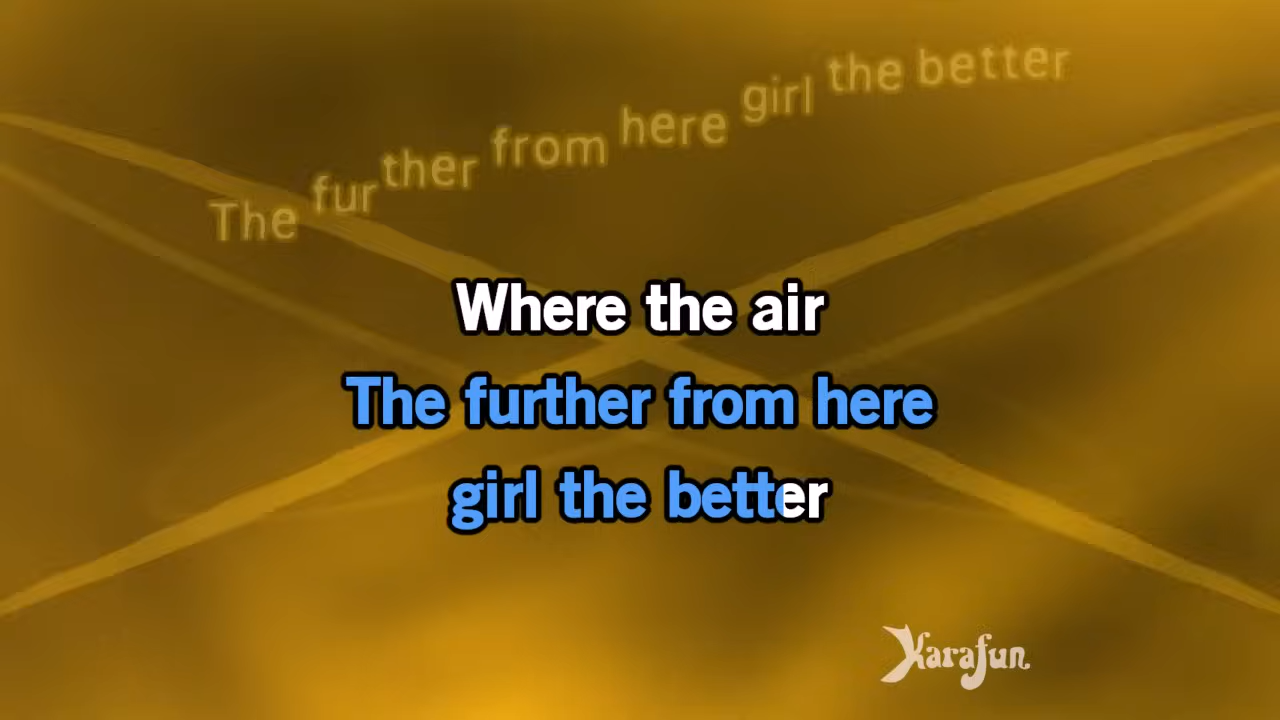 The further from here girl the better
Where the air
The further from here
girl the better
Karafun